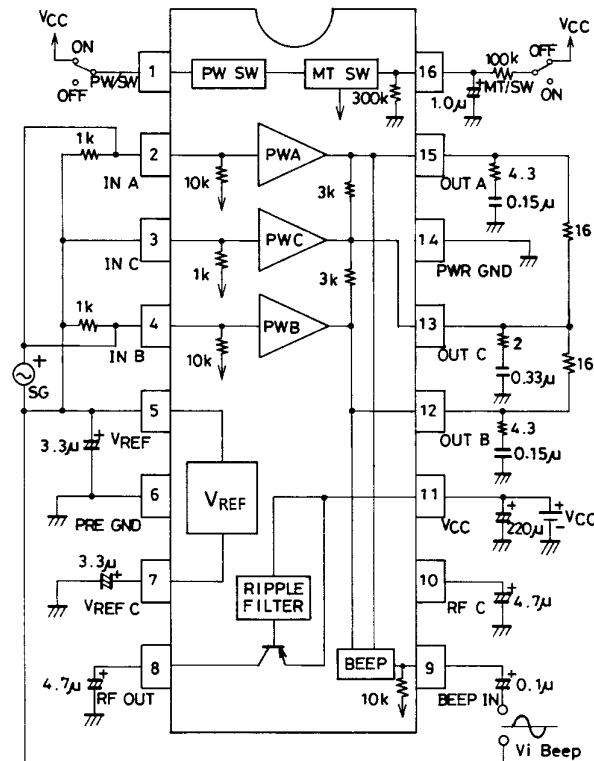 VCC
ON
OFF
PW/SW
1
PW SW
MT SW
300k
16
1.0μ
100k
OFF
ON
MT/SW
VCC
1k
2
IN A
10k
PWA
3k
15
OUT A
4.3
0.15μ
16
3
IN C
1k
PWC
3k
14
PWR GND
1k
4
IN B
10k
PWB
13
OUT C
2
0.33μ
16
SG
5
VREF
3.3μ
12
OUT B
4.3
0.15μ
6
PRE GND
VREF
11
VCC
220μ
VCC
3.3μ
7
VREF C
RIPPLE
FILTER
10
RF C
4.7μ
8
RF OUT
4.7μ
BEEP
10k
9
BEEP IN
0.1μ
Vi Beep